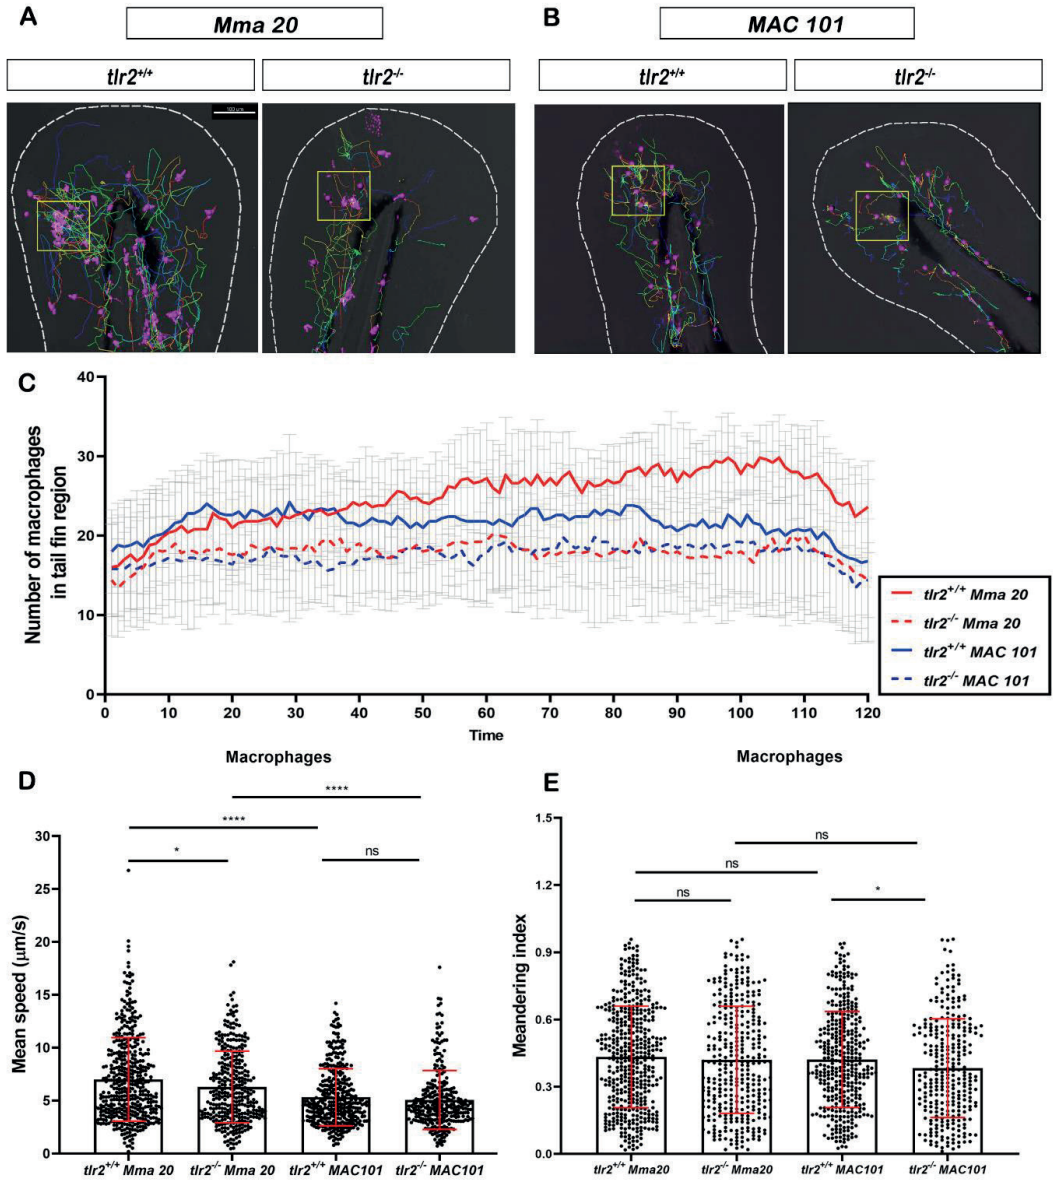 A
Mma 20
B
MAC 101
tlr2+/+
tlr2-/-
tlr2+/+
tlr2-/-
C
40
30
20
10
0
Number of macrophages
in tail fin region
0 10 20 30 40 50 60 70 80 90 100 110 120
Time
tlr2+/+ Mma 20
tlr2-/- Mma 20
tlr2+/+ MAC 101
tlr2-/- MAC 101
D
Macrophages
****
****
*
ns
30
25
20
15
10
5
0
Mean speed (μm/s)
tlr2+/+ Mma 20 tlr2-/- Mma 20 tlr2+/+ MAC101 tlr2-/- MAC101
E
Macrophages
ns
ns
ns
*
1.5
1.2
0.9
0.6
0.3
0.0
Meandering index
tlr2+/+ Mma20 tlr2-/- Mma20 tlr2+/+ MAC101 tlr2-/- MAC101